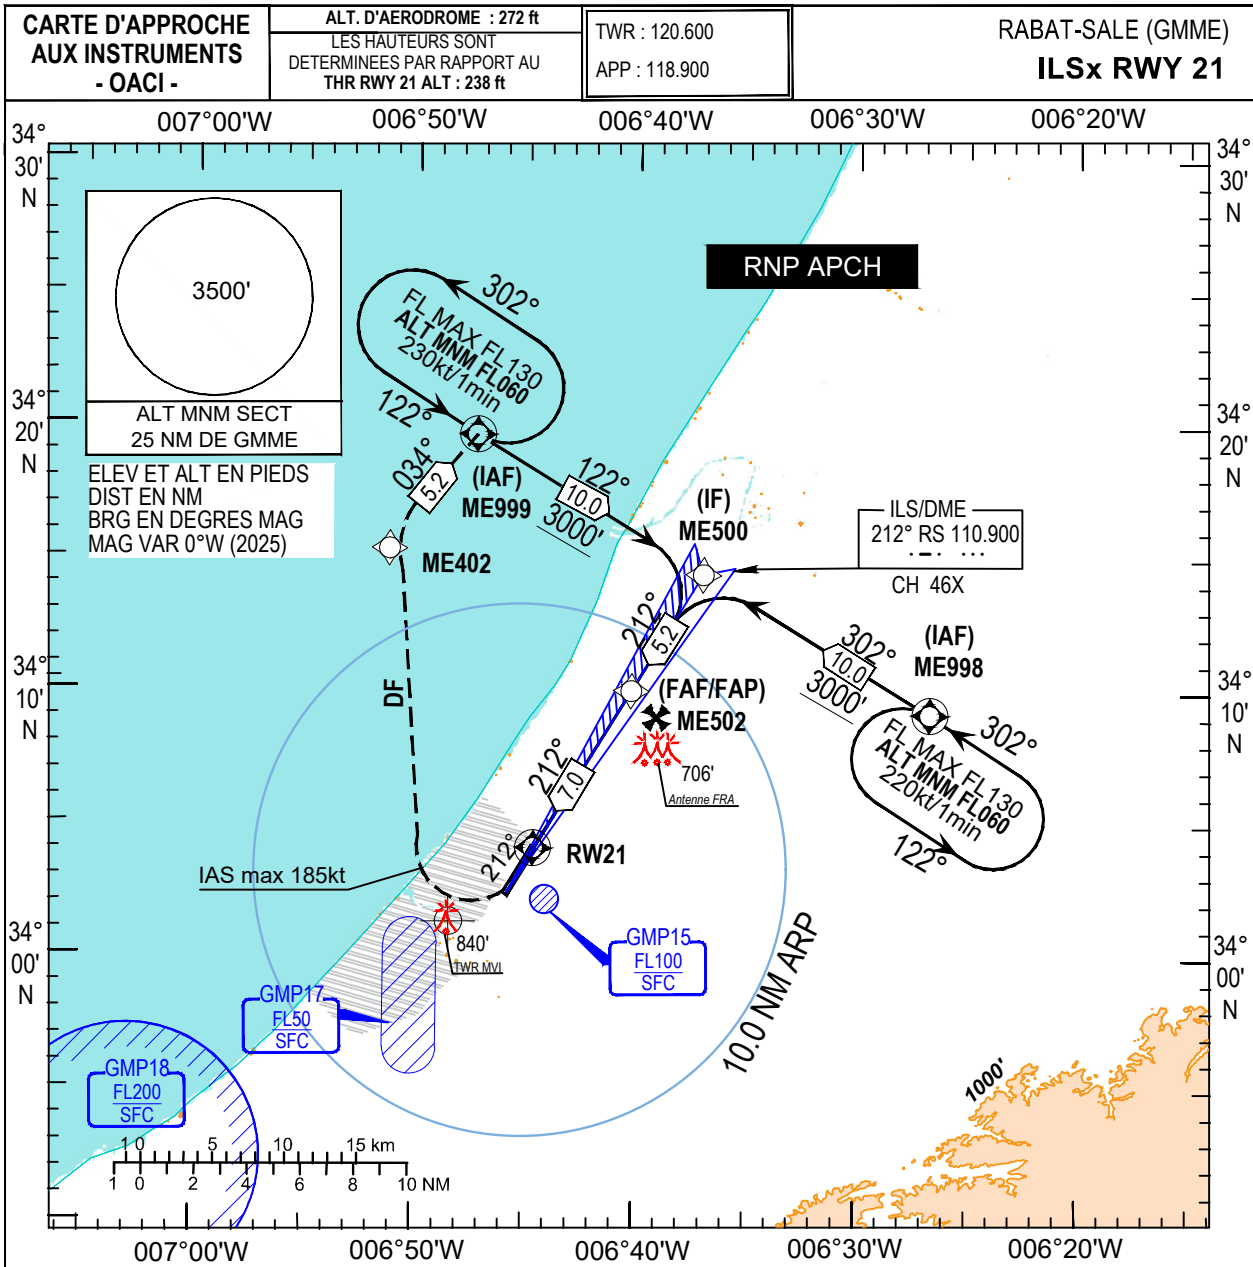 CARTE D'APPROCHE
AUX INSTRUMENTS
- OACI -
ALT. D'AERODROME : 272 ft
LES HAUTEURS SONT
DETERMINEES PAR RAPPORT AU
THR RWY 21 ALT : 238 ft
TWR : 120.600
APP : 118.900
RABAT-SALE (GMME)
ILSx RWY 21
007°00'W
006°50'W
006°40'W
006°30'W
006°20'W
34°
30'
N
34°
30'
N
3500'
ALT MNM SECT
25 NM DE GMME
ELEV ET ALT EN PIEDS
DIST EN NM
BRG EN DEGRES MAG
MAG VAR 0°W (2025)
RNP APCH
302°
FL MAX FL130
ALT MNM FL060
230kt/1min
122°
34°
20'
N
34°
20'
N
034°
5.2
(IAF)
ME999
122°
10.0
3000'
(IF)
ME500
ME402
ILS/DME
212° RS 110.900
· – · · · ·
CH 46X
212°
5.2
302°
10.0
3000'
(IAF)
ME998
34°
10'
N
34°
10'
N
DF
(FAF/FAP)
ME502
302°
FL MAX FL130
ALT MNM FL060
220kt/1min
122°
706'
Antenne FRA
212°
7.0
212°
RW21
IAS max 185kt
840'
TWR MVI
GMP15
FL100
SFC
GMP17
FL50
SFC
GMP18
FL200
SFC
10.0 NM ARP
34°
00'
N
34°
00'
N
1000'
1 0 5 10 15 km
1 0 2 4 6 8 10 NM
007°00'W
006°50'W
006°40'W
006°30'W
006°20'W